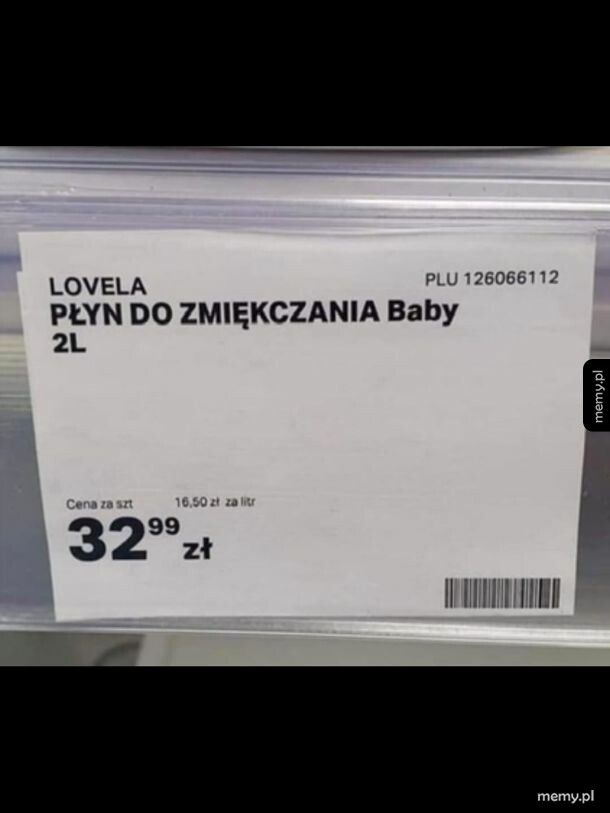 LOVELA
PLU 126066112
PŁYN DO ZMIĘKCZANIA Baby
2L
Cena za szt 16,50 zł za litr
32⁹⁹ zł
memy.pl
memy.pl